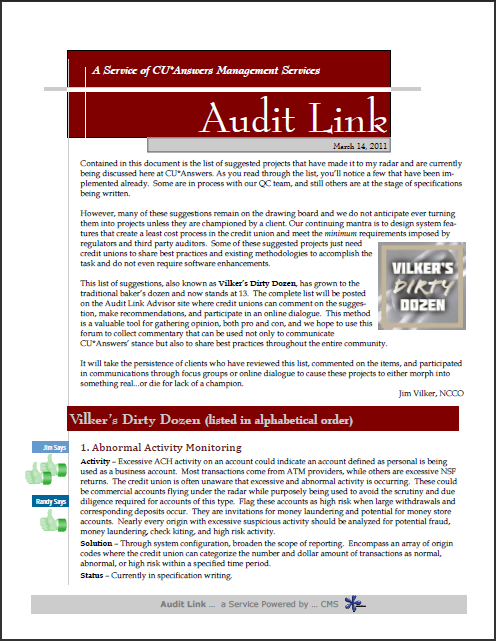 A Service of CU*Answers Management Services
Audit Link
March 14, 2011
Contained in this document is the list of suggested projects that have made it to my radar and are currently
being discussed here at CU*Answers. As you read through the list, you'll notice a few that have been im-
plemented already. Some are in process with our QC team, and still others are at the stage of specifications
being written.
However, many of these suggestions remain on the drawing board and we do not anticipate ever turning
them into projects unless they are championed by a client. Our continuing mantra is to design system fea-
tures that create a least cost process in the credit union and meet the minimum requirements imposed by
regulators and third party auditors. Some of these suggested projects just need
credit unions to share best practices and existing methodologies to accomplish the
task and do not even require software enhancements.
VILKER'S
DIRTY
DOZEN
This list of suggestions, also known as Vilker's Dirty Dozen, has grown to the
traditional baker's dozen and now stands at 13. The complete list will be posted
on the Audit Link Advisor site where credit unions can comment on the sugges-
tion, make recommendations, and participate in an online dialogue. This method
is a valuable tool for gathering opinion, both pro and con, and we hope to use this
forum to collect commentary that can be used not only to communicate
CU*Answers' stance but also to share best practices throughout the entire community.
It will take the persistence of clients who have reviewed this list, commented on the items, and participated
in communications through focus groups or online dialogue to cause these projects to either morph into
something real...or die for lack of a champion.
Jim Vilker, NCCO
Vilker's Dirty Dozen (listed in alphabetical order)
Jim Says
Randy Says
1. Abnormal Activity Monitoring
Activity – Excessive ACH activity on an account could indicate an account defined as personal is being
used as a business account. Most transactions come from ATM providers, while others are excessive NSF
returns. The credit union is often unaware that excessive and abnormal activity is occurring. These could
be commercial accounts flying under the radar while purposely being used to avoid the scrutiny and due
diligence required for accounts of this type. Flag these accounts as high risk when large withdrawals and
corresponding deposits occur. They are invitations for money laundering and potential for money store
accounts. Nearly every origin with excessive suspicious activity should be analyzed for potential fraud,
money laundering, check kiting, and high risk activity.
Solution – Through system configuration, broaden the scope of reporting. Encompass an array of origin
codes where the credit union can categorize the number and dollar amount of transactions as normal,
abnormal, or high risk within a specified time period.
Status – Currently in specification writing.
Audit Link ... a Service Powered by ... CMS